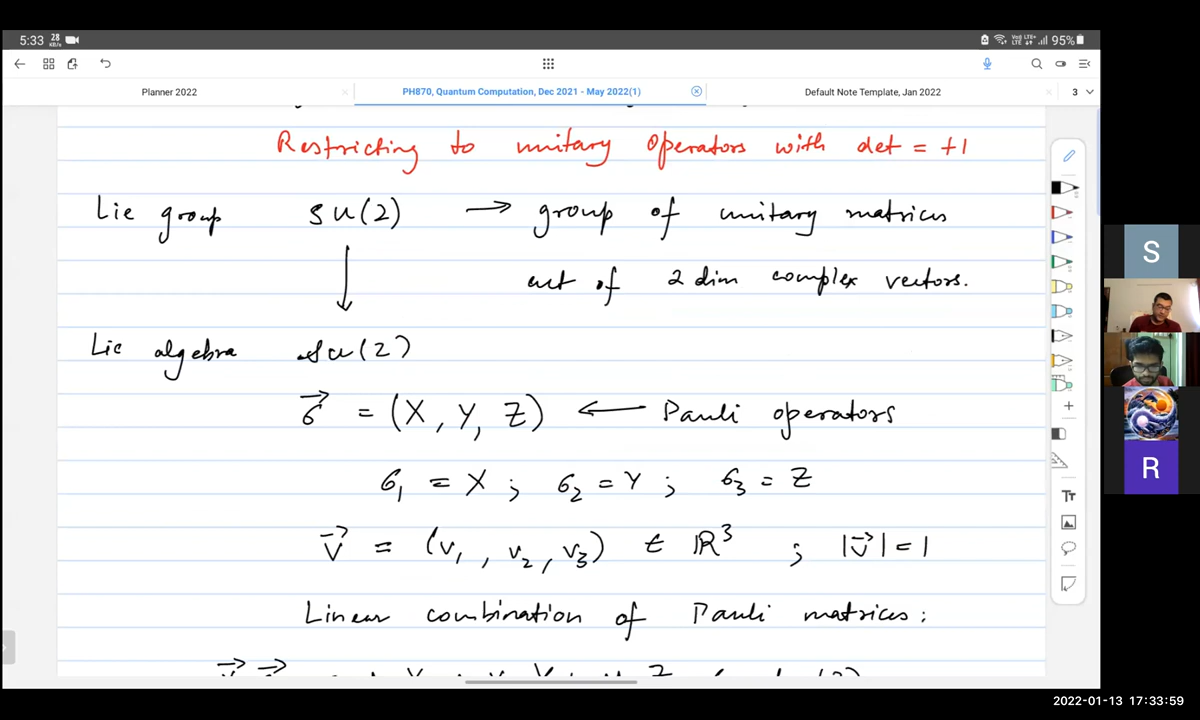 5:33 28 KB/s 95%
Planner 2022 PH870, Quantum Computation, Dec 2021 - May 2022(1) Default Note Template, Jan 2022 3
Restricting to unitary operators with det = +1
Lie group SU(2) → group of unitary matrices
act of 2 dim complex vectors.
↓
Lie algebra su(2)
σ⃗ = (X, Y, Z) ← Pauli operators
σ₁ = X ; σ₂ = Y ; σ₃ = Z
v⃗ = (v₁, v₂, v₃) ∈ ℝ³ ; |v⃗| = 1
Linear combination of Pauli matrices :
S
R
Tт
2022-01-13 17:33:59